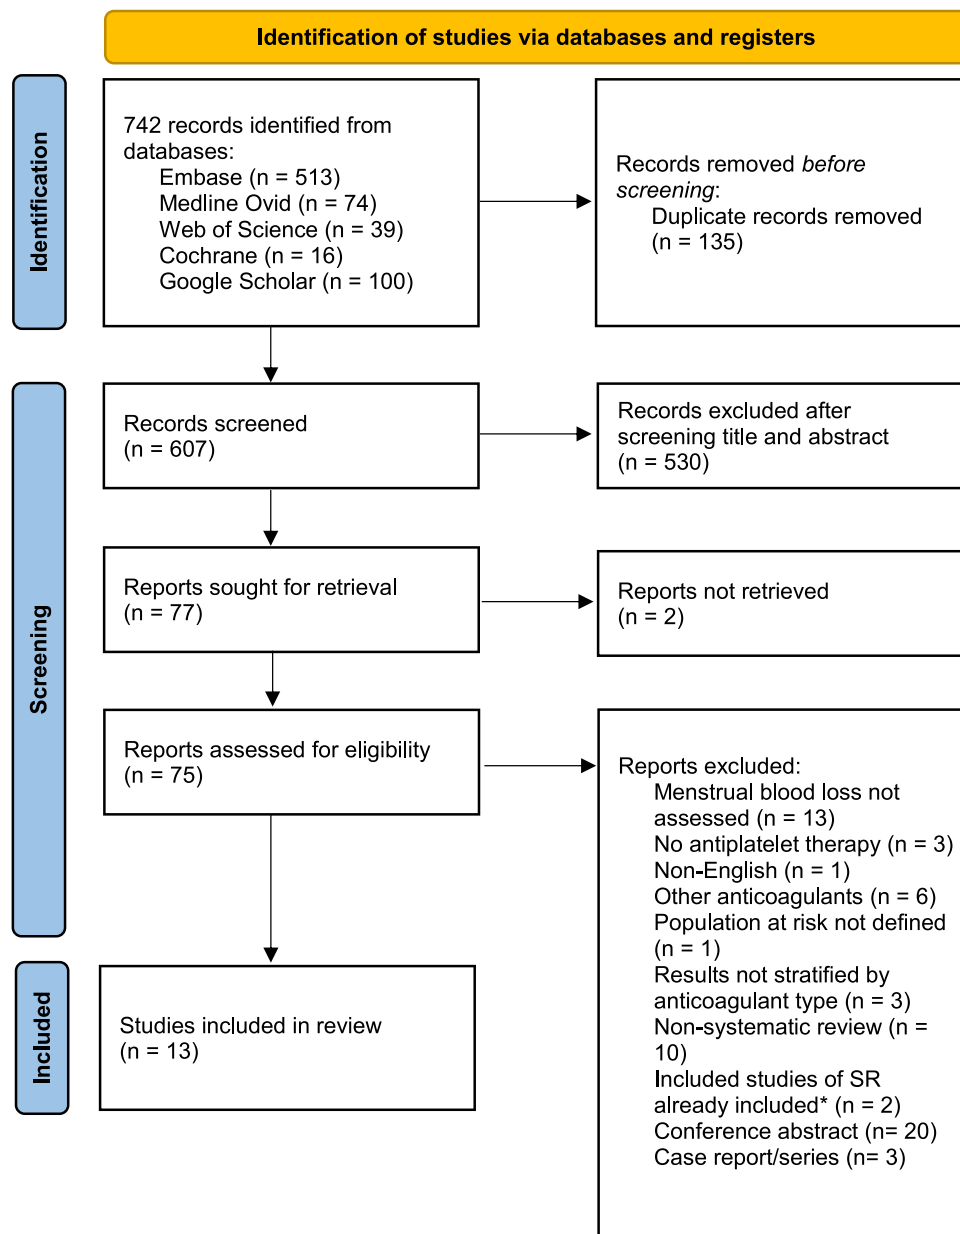 Identification of studies via databases and registers
Identification
742 records identified from
databases:
Embase (n = 513)
Medline Ovid (n = 74)
Web of Science (n = 39)
Cochrane (n = 16)
Google Scholar (n = 100)
Records removed before
screening:
Duplicate records removed
(n = 135)
Screening
Records screened
(n = 607)
Records excluded after
screening title and abstract
(n = 530)
Reports sought for retrieval
(n = 77)
Reports not retrieved
(n = 2)
Reports assessed for eligibility
(n = 75)
Reports excluded:
Menstrual blood loss not
assessed (n = 13)
No antiplatelet therapy (n = 3)
Non-English (n = 1)
Other anticoagulants (n = 6)
Population at risk not defined
(n = 1)
Results not stratified by
anticoagulant type (n = 3)
Non-systematic review (n =
10)
Included studies of SR
already included* (n = 2)
Conference abstract (n= 20)
Case report/series (n= 3)
Included
Studies included in review
(n = 13)